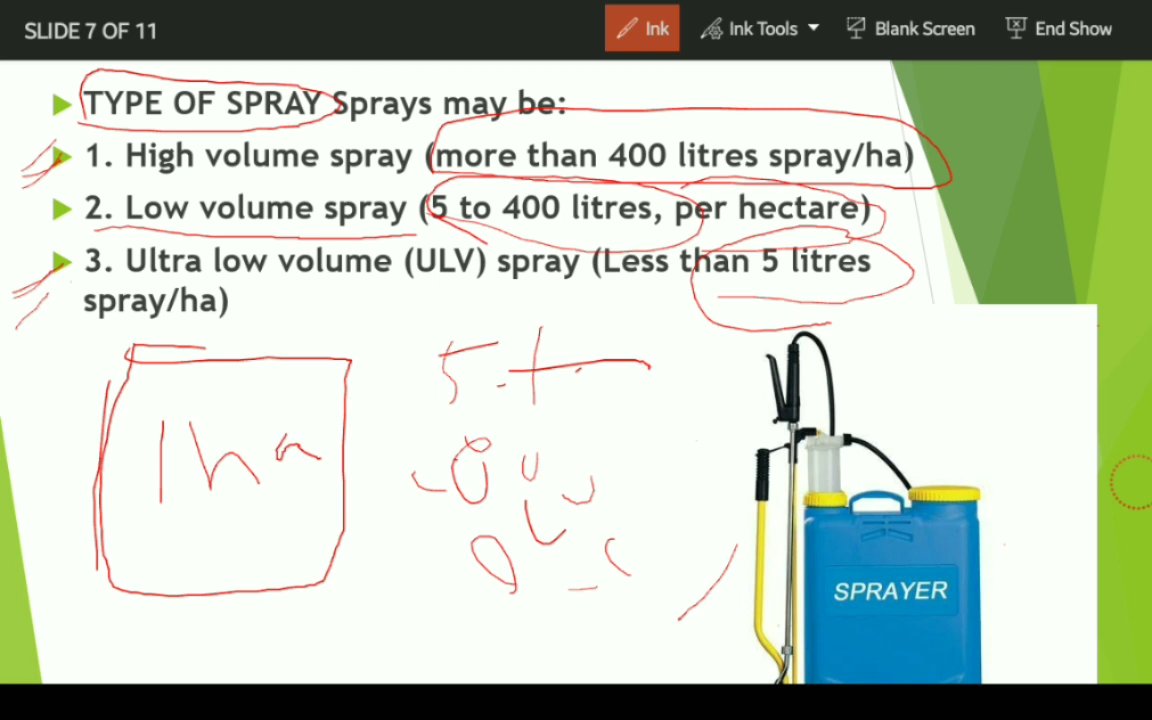 SLIDE 7 OF 11
Ink
Ink Tools
Blank Screen
End Show
TYPE OF SPRAY Sprays may be:
1. High volume spray (more than 400 litres spray/ha)
2. Low volume spray (5 to 400 litres, per hectare)
3. Ultra low volume (ULV) spray (Less than 5 litres
spray/ha)
1ha
SPRAYER